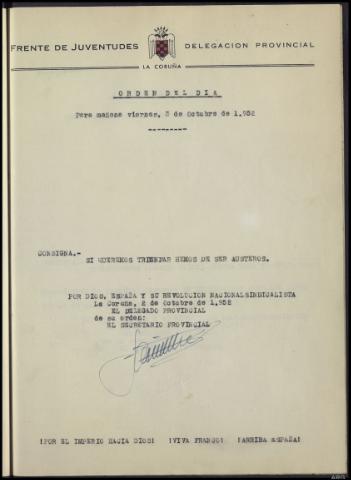 FRENTE DE JUVENTUDES DELEGACION PROVINCIAL
LA CORUÑA
ORDEN DEL DIA
Para mañana viernes, 3 de Octubre de 1.952
CONSIGNA.-
SI QUEREMOS TRIUNFAR HEMOS DE SER AUSTEROS.
POR DIOS, ESPAÑA Y SU REVOLUCION NACIONALSINDICALISTA
La Coruña, 2 de Octubre de 1.952
EL DELEGADO PROVINCIAL
de su orden:
EL SECRETARIO PROVINCIAL
¡POR EL IMPERIO HACIA DIOS! ¡VIVA FRANCO! ¡ARRIBA ESPAÑA!